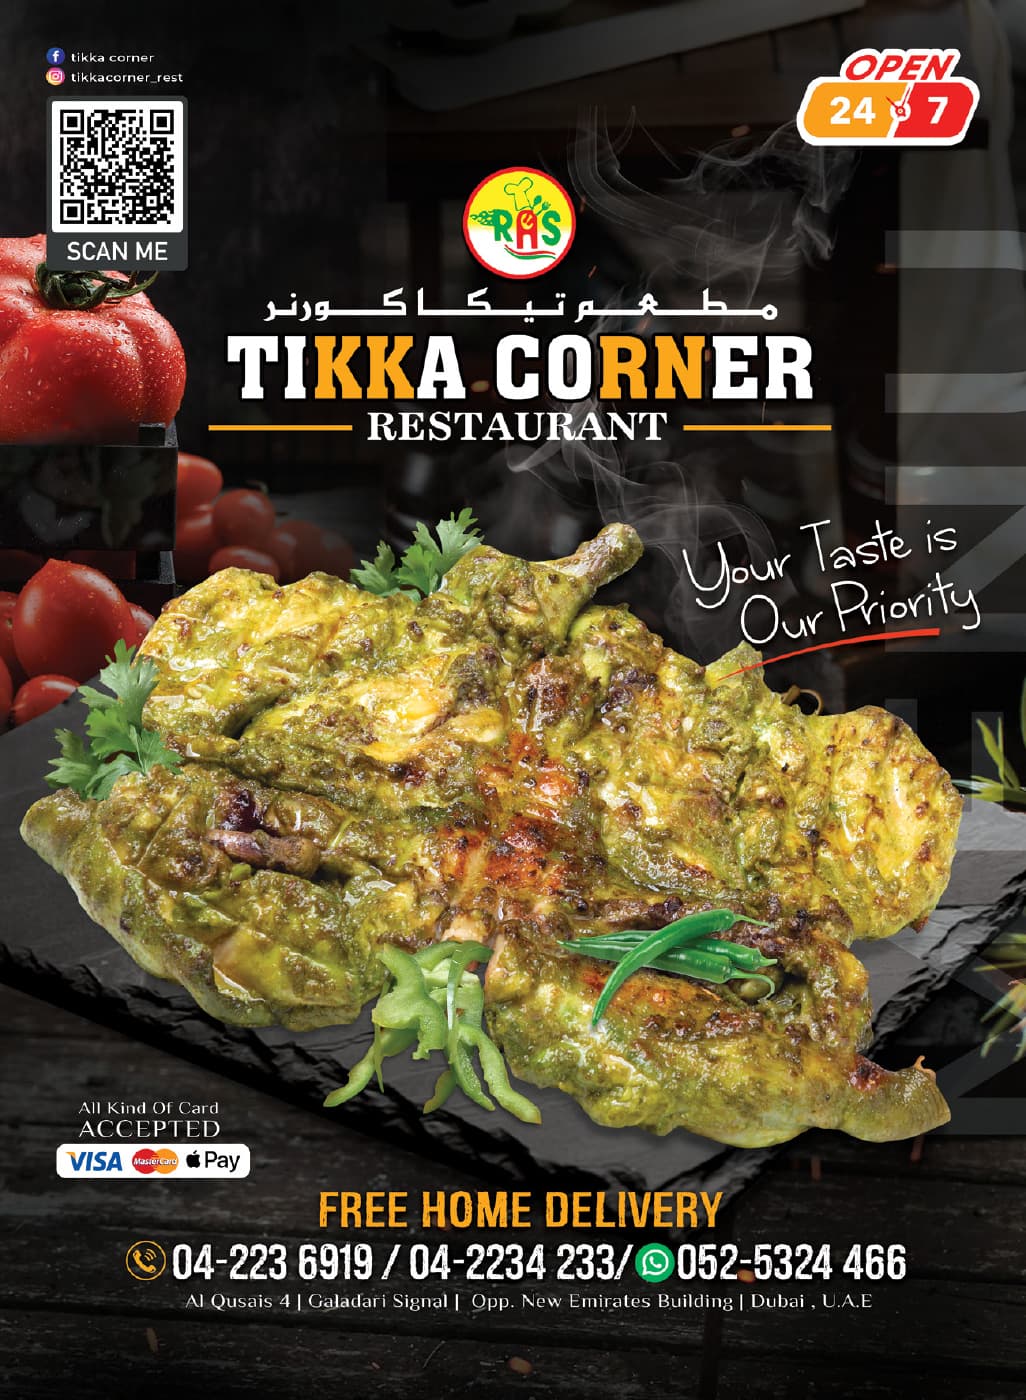 tikka corner
tikkacorner_rest
SCAN ME
OPEN
24 7
RAS
مطعم تيكا كورنر
TIKKA CORNER
RESTAURANT
Your Taste is
Our Priority
MENU
All Kind Of Card
ACCEPTED
VISA MasterCard Pay
FREE HOME DELIVERY
04-223 6919 / 04-2234 233/ 052-5324 466
Al Qusais 4 | Galadari Signal | Opp. New Emirates Building | Dubai , U.A.E